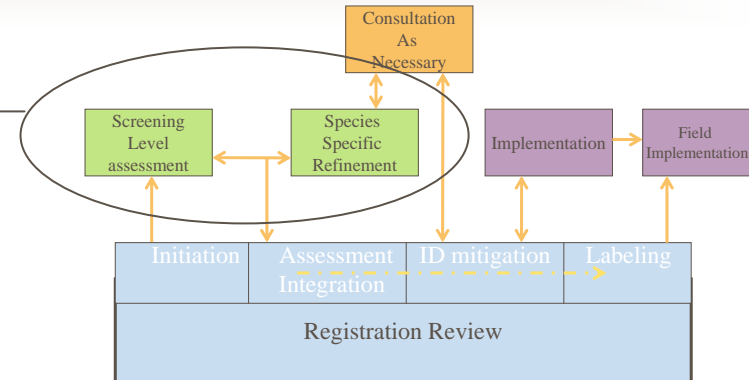 Consultation
As
Necessary
Screening
Level
assessment
Species
Specific
Refinement
Implementation
Field
Implementation
Initiation
Assessment
Integration
ID mitigation
Labeling
Registration Review